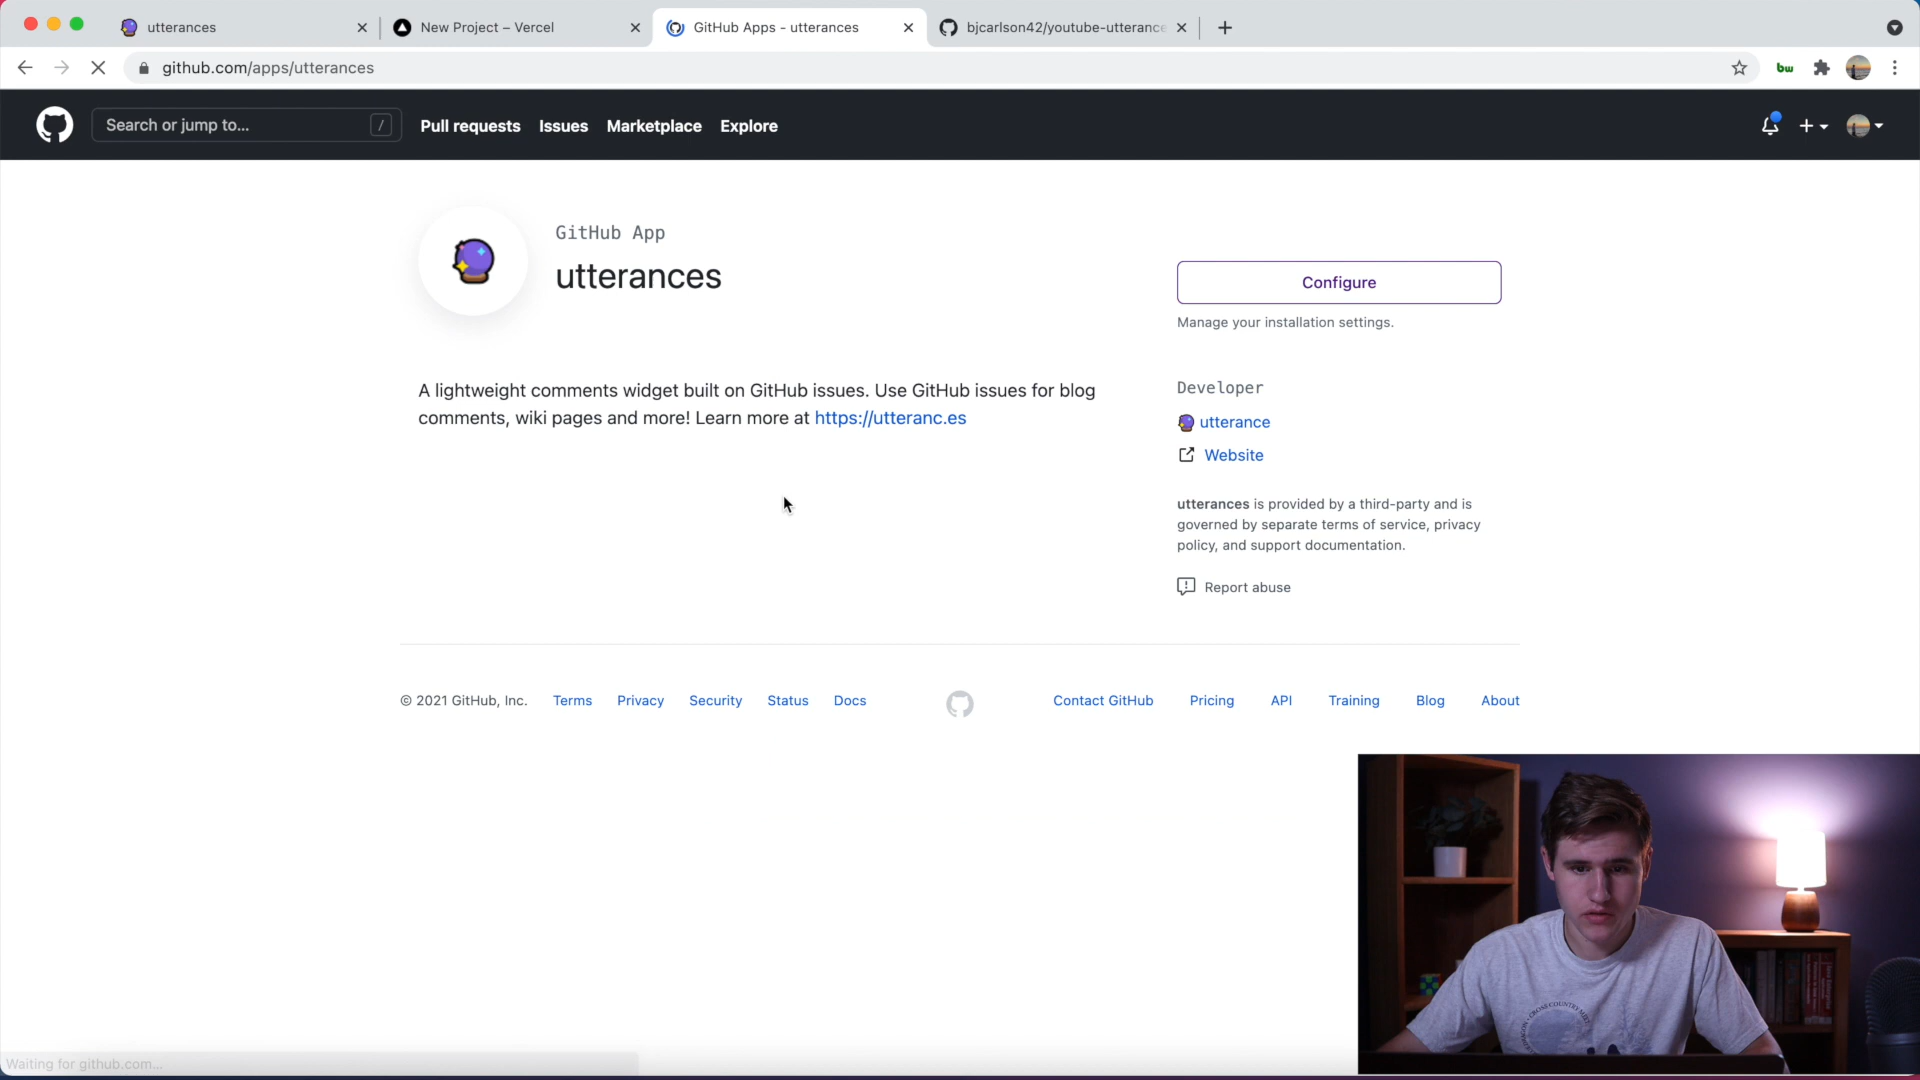 utterances
New Project – Vercel
GitHub Apps - utterances
bjcarlson42/youtube-utterance
github.com/apps/utterances
bw
Search or jump to...
/
Pull requests
Issues
Marketplace
Explore
GitHub App
utterances
Configure
Manage your installation settings.
A lightweight comments widget built on GitHub issues. Use GitHub issues for blog
comments, wiki pages and more! Learn more at https://utteranc.es
Developer
utterance
Website
utterances is provided by a third-party and is
governed by separate terms of service, privacy
policy, and support documentation.
Report abuse
© 2021 GitHub, Inc.
Terms
Privacy
Security
Status
Docs
Contact GitHub
Pricing
API
Training
Blog
About
Waiting for github.com...